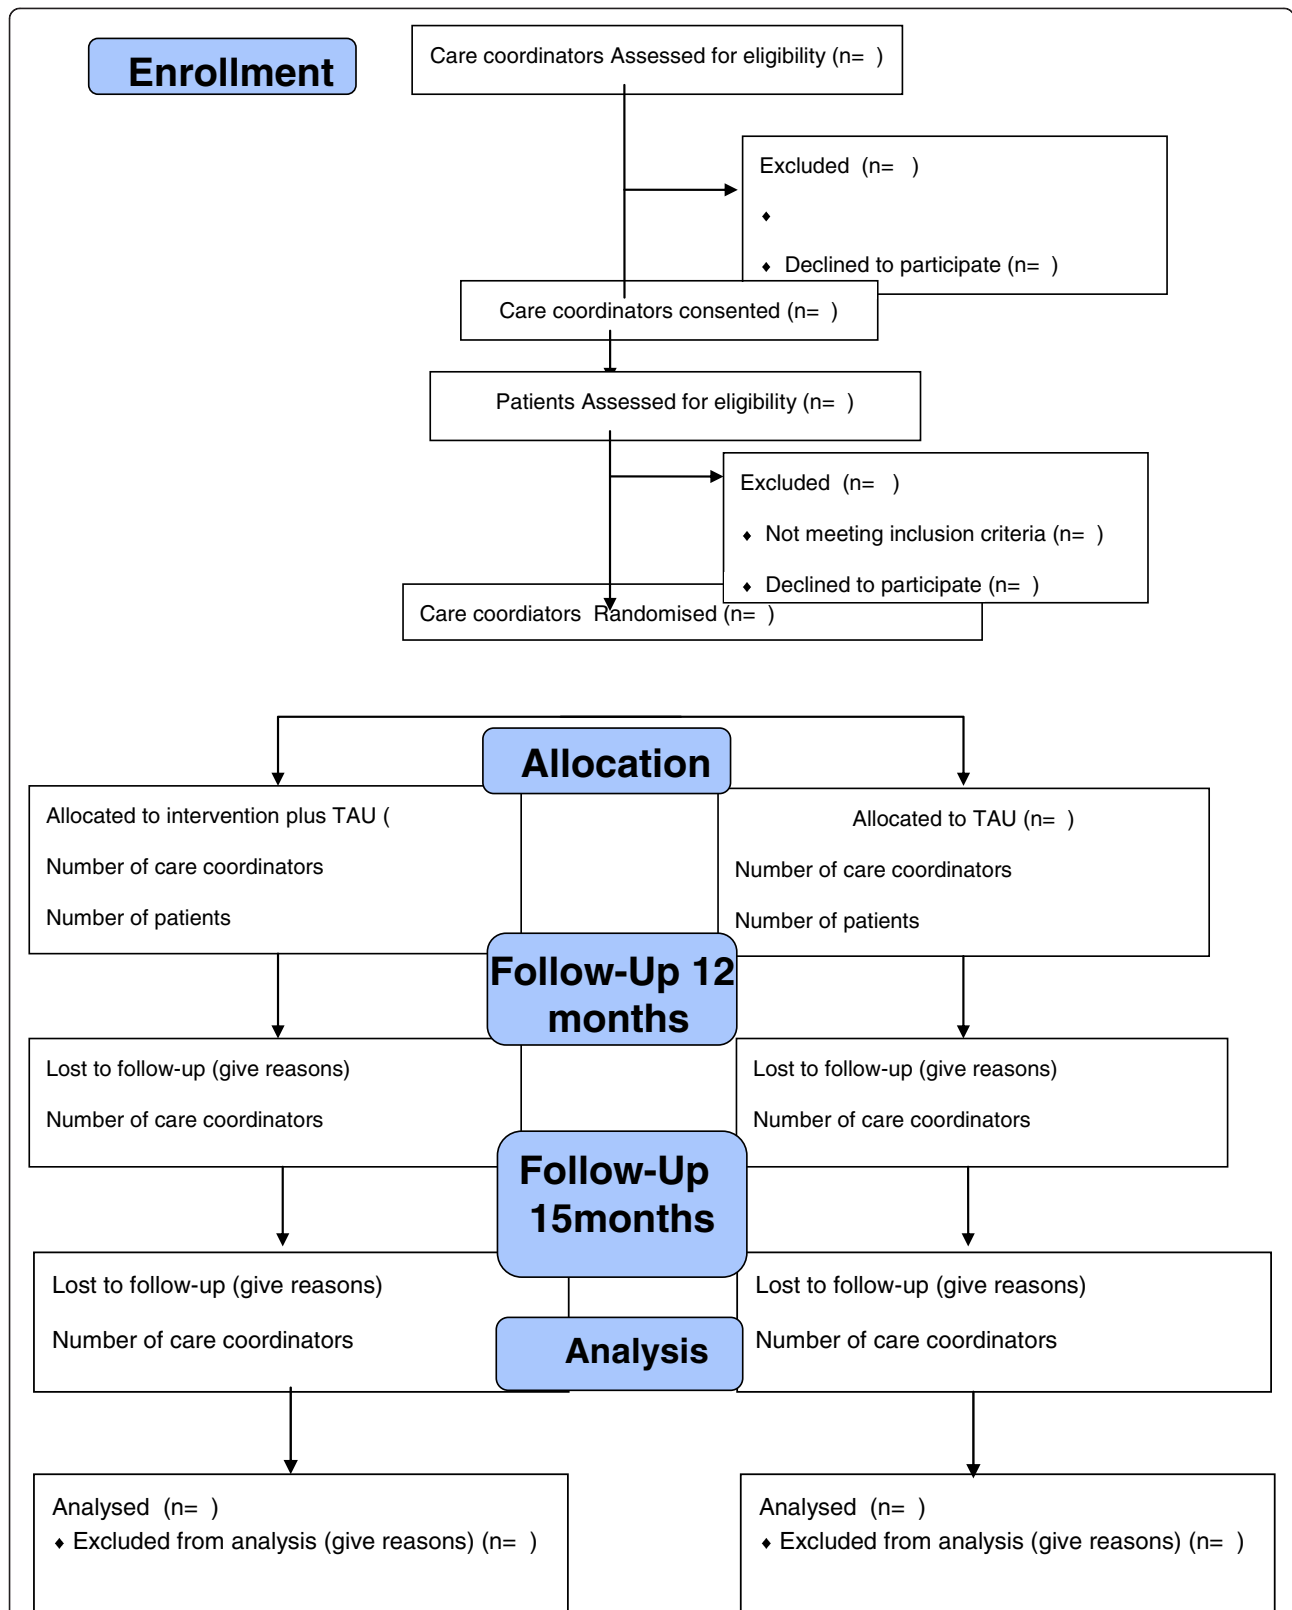 Enrollment
Care coordinators Assessed for eligibility (n= )
Excluded (n= )
♦
♦ Declined to participate (n= )
Care coordinators consented (n= )
Patients Assessed for eligibility (n= )
Excluded (n= )
♦ Not meeting inclusion criteria (n= )
♦ Declined to participate (n= )
Care coordiators Randomised (n= )
Allocation
Allocated to intervention plus TAU (
Number of care coordinators
Number of patients
Allocated to TAU (n= )
Number of care coordinators
Number of patients
Follow-Up 12
months
Lost to follow-up (give reasons)
Number of care coordinators
Lost to follow-up (give reasons)
Number of care coordinators
Follow-Up
15months
Lost to follow-up (give reasons)
Number of care coordinators
Lost to follow-up (give reasons)
Number of care coordinators
Analysis
Analysed (n= )
♦ Excluded from analysis (give reasons) (n= )
Analysed (n= )
♦ Excluded from analysis (give reasons) (n= )